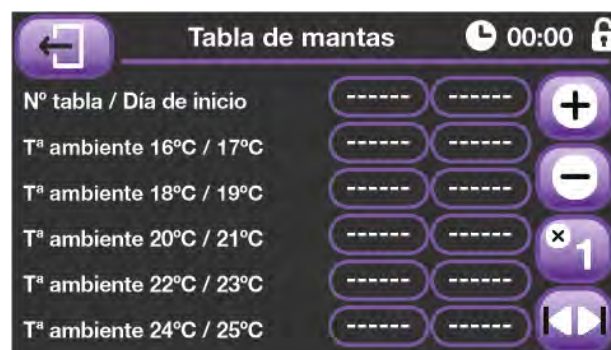 Tabla de mantas 00:00
Nº tabla / Día de inicio ------ ------
Tª ambiente 16ºC / 17ºC ------ ------
Tª ambiente 18ºC / 19ºC ------ ------
Tª ambiente 20ºC / 21ºC ------ ------
Tª ambiente 22ºC / 23ºC ------ ------
Tª ambiente 24ºC / 25ºC ------ ------
+
−
×1